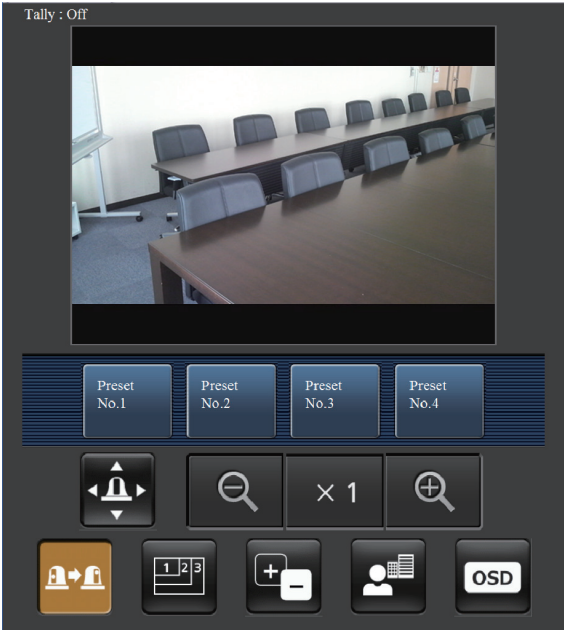 Tally : Off
Preset
No.1
Preset
No.2
Preset
No.3
Preset
No.4
× 1
1 2 3
OSD